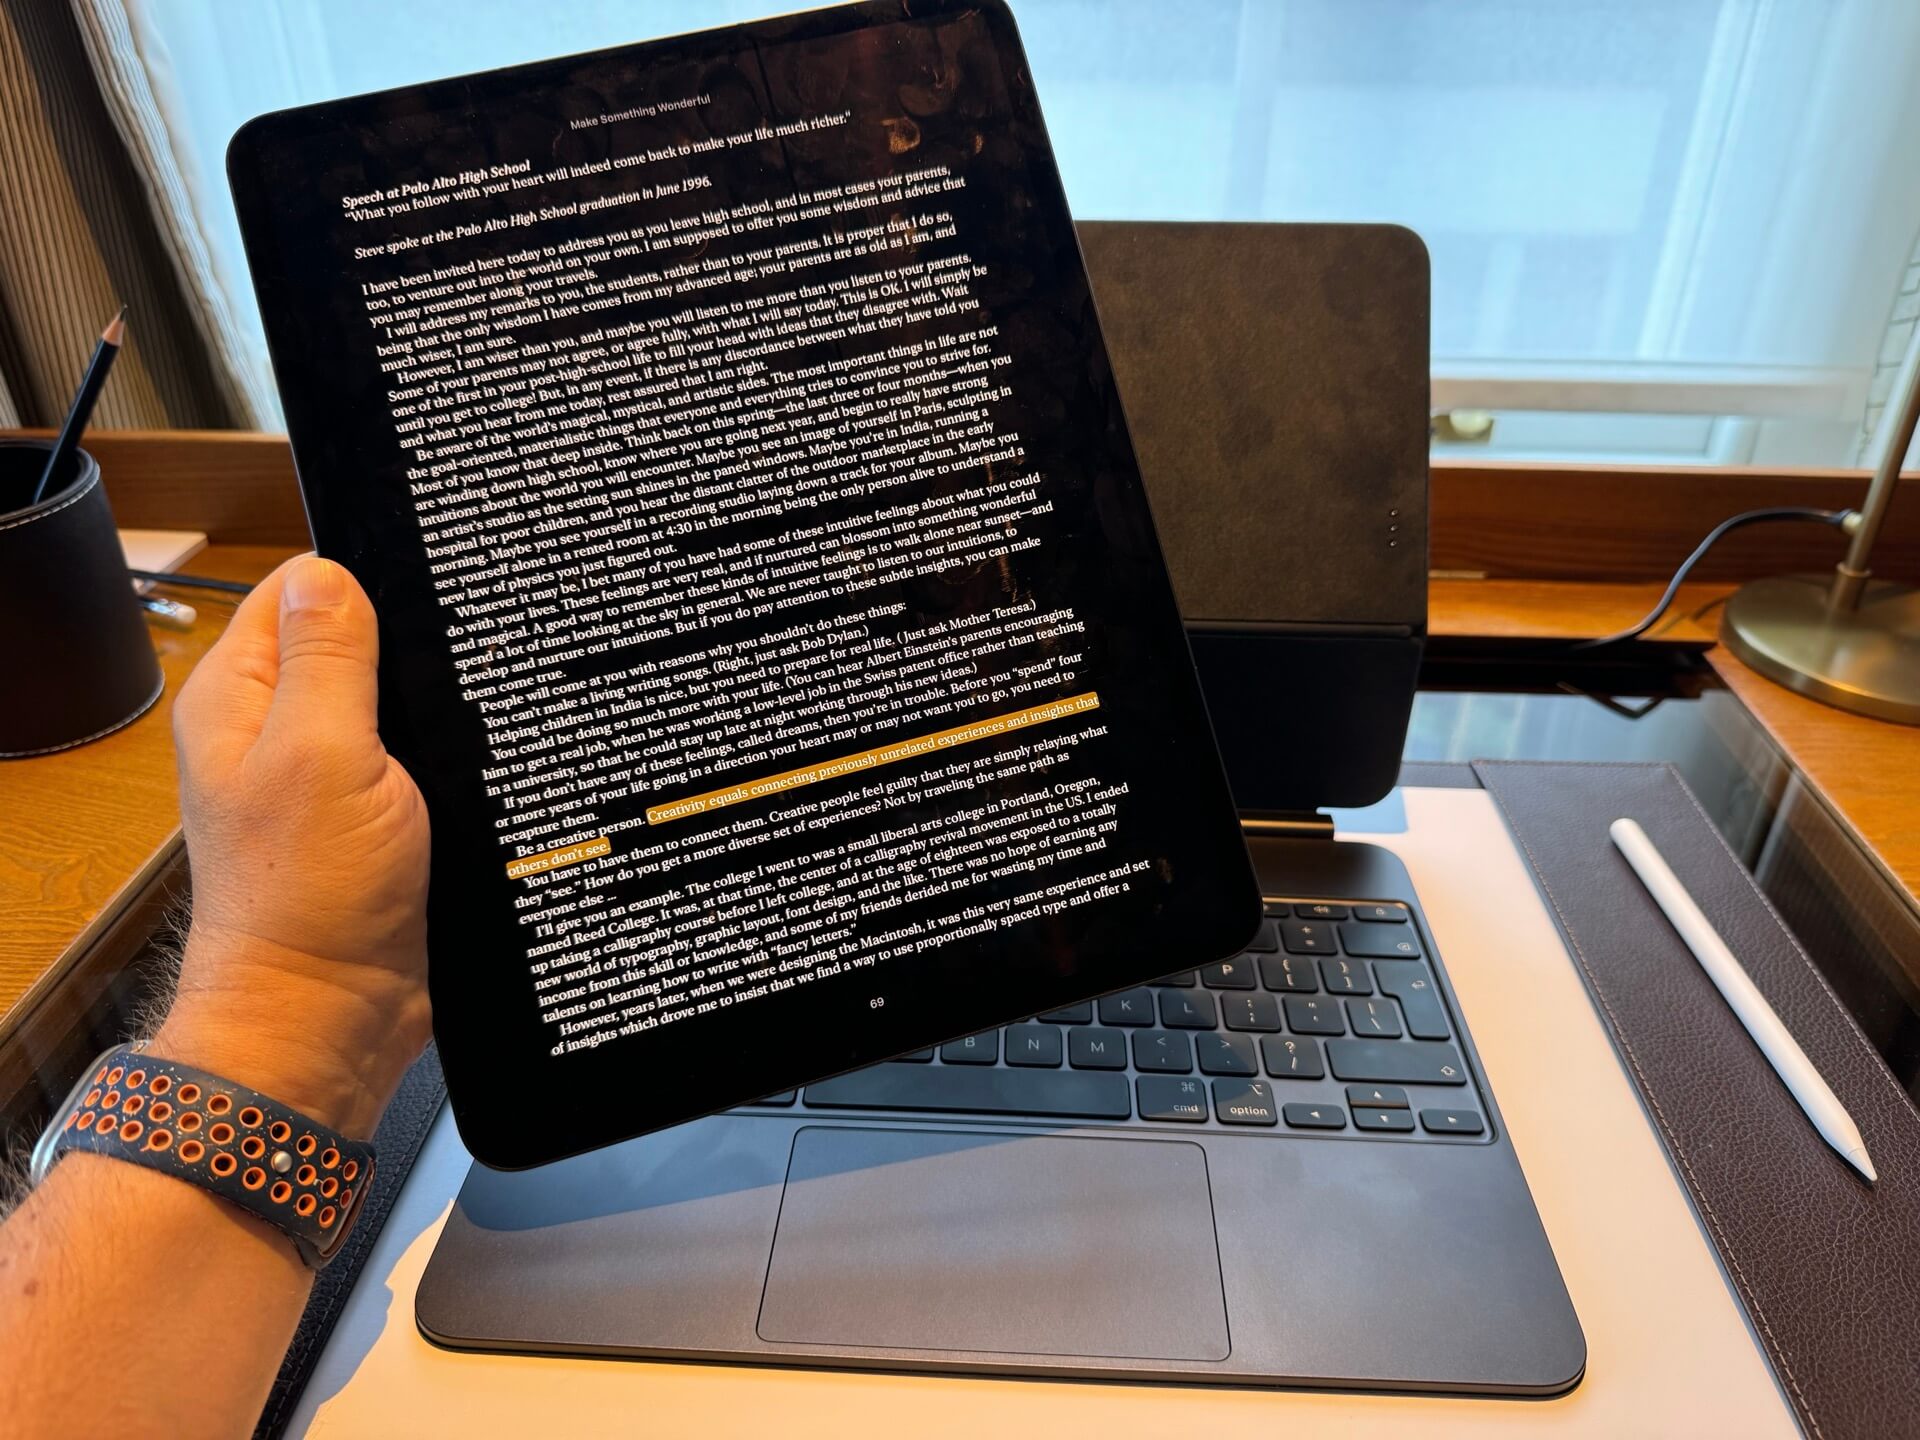 Make Something Wonderful
Speech at Palo Alto High School
“What you follow with your heart will indeed come back to make your life much richer.“
Steve spoke at the Palo Alto High School graduation in June 1996.
I have been invited here today to address you as you leave high school, and in most cases your parents,
too, to venture out into the world on your own. I am supposed to offer you some wisdom and advice that
you may remember along your travels.
I will address my remarks to you, the students, rather than to your parents. It is proper that I do so,
being that the only wisdom I have comes from my advanced age; your parents are as old as I am, and
much wiser, I am sure.
However, I am wiser than you, and maybe you will listen to me more than you listen to your parents.
Some of your parents may not agree, or agree fully, with what I will say today. This is OK. I will simply be
one of the first in your post-high-school life to fill your head with ideas that they disagree with. Wait
until you get to college! But, in any event, if there is any discordance between what they have told you
and what you hear from me today, rest assured that I am right.
Be aware of the world's magical, mystical, and artistic sides. The most important things in life are not
the goal-oriented, materialistic things that everyone and everything tries to convince you to strive for.
Most of you know that deep inside. Think back on this spring—the last three or four months—when you
are winding down high school, know where you are going next year, and begin to really have strong
intuitions about the world you will encounter. Maybe you see an image of yourself in Paris, sculpting in
an artist's studio as the setting sun shines in the paned windows. Maybe you're in India, running a
hospital for poor children, and you hear the distant clatter of the outdoor marketplace in the early
morning. Maybe you see yourself in a recording studio laying down a track for your album. Maybe you
see yourself alone in a rented room at 4:30 in the morning being the only person alive to understand a
new law of physics you just figured out.
Whatever it may be, I bet many of you have had some of these intuitive feelings about what you could
do with your lives. These feelings are very real, and if nurtured can blossom into something wonderful
and magical. A good way to remember these kinds of intuitive feelings is to walk alone near sunset—and
spend a lot of time looking at the sky in general. We are never taught to listen to our intuitions, to
develop and nurture our intuitions. But if you do pay attention to these subtle insights, you can make
them come true.
People will come at you with reasons why you shouldn't do these things:
You can't make a living writing songs. (Right, just ask Bob Dylan.)
Helping children in India is nice, but you need to prepare for real life. (Just ask Mother Teresa.)
You could be doing so much more with your life. (You can hear Albert Einstein's parents encouraging
him to get a real job, when he was working a low-level job in the Swiss patent office rather than teaching
in a university, so that he could stay up late at night working through his new ideas.)
If you don't have any of these feelings, called dreams, then you're in trouble. Before you “spend” four
or more years of your life going in a direction your heart may or may not want you to go, you need to
recapture them.
Be a creative person. Creativity equals connecting previously unrelated experiences and insights that
others don't see.
You have to have them to connect them. Creative people feel guilty that they are simply relaying what
they “see.” How do you get a more diverse set of experiences? Not by traveling the same path as
everyone else ...
I'll give you an example. The college I went to was a small liberal arts college in Portland, Oregon,
named Reed College. It was, at that time, the center of a calligraphy revival movement in the US. I ended
up taking a calligraphy course before I left college, and at the age of eighteen was exposed to a totally
new world of typography, graphic layout, font design, and the like. There was no hope of earning any
income from this skill or knowledge, and some of my friends derided me for wasting my time and
talents on learning how to write with “fancy letters.”
However, years later, when we were designing the Macintosh, it was this very same experience and set
of insights which drove me to insist that we find a way to use proportionally spaced type and offer a
69
P { }
K L : ; " ' | \
B N M < , > . ? /
⌘ cmd ⌥ option